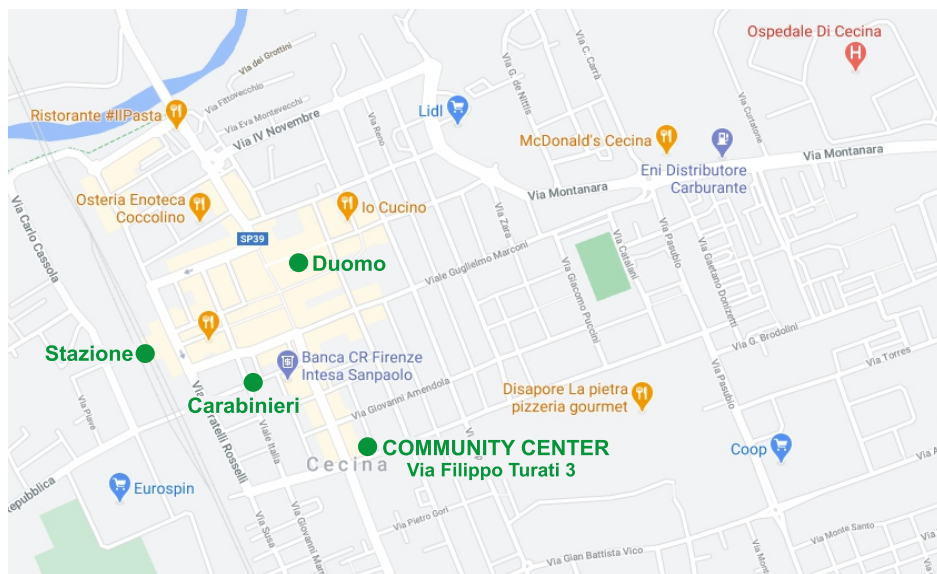 Ospedale Di Cecina
Via dei Grottini
Via C. Carrà
Via Fittovecchio
Via G. de Nittis
Ristorante #IlPasta
Via Eva Montevecchi
Via IV Novembre
Via Reno
Lidl
Via Curtatone
McDonald's Cecina
Eni Distributore
Carburante
Via Montanara
Via Montanara
Osteria Enoteca
Coccolino
Io Cucino
Via Zara
Via Carlo Cassola
SP39
Duomo
Viale Guglielmo Marconi
Via Catalani
Via Pasubio
Via Giacomo Puccini
Via Gaetano Donizetti
Stazione
Banca CR Firenze
Intesa Sanpaolo
Via G. Brodolini
Via Torres
Carabinieri
Via Giovanni Amendola
Disapore La pietra
pizzeria gourmet
Via Pasubio
Via Piave
Viale Italia
Via Fratelli Rosselli
COMMUNITY CENTER
Via Filippo Turati 3
Cecina
Coop
Repubblica
Eurospin
Via Pietro Gori
Via Susa
Via Giovanni Mar
Via Gian Battista Vico
Via Monte Santo
Via A
Via